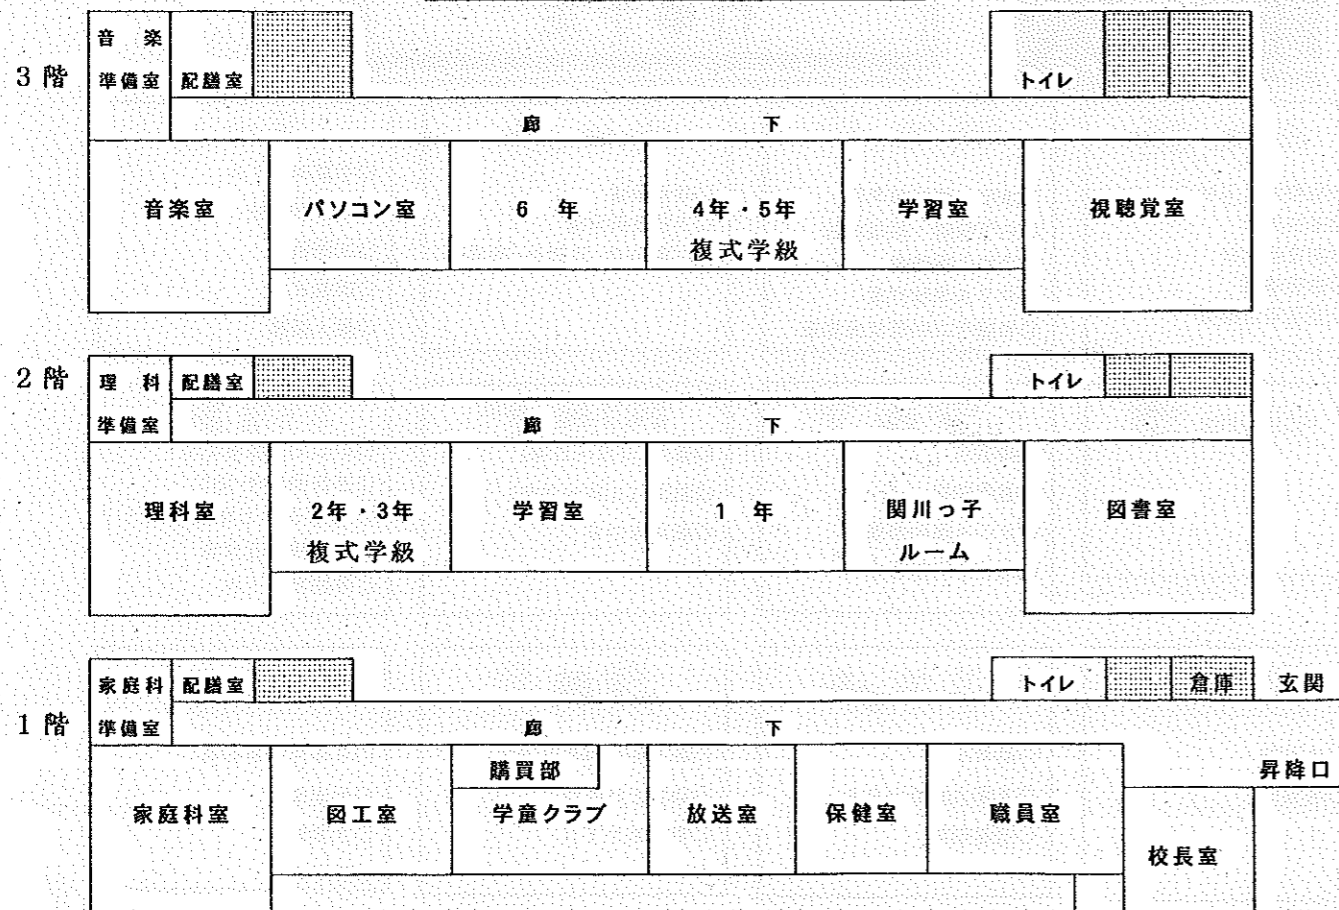 音 楽
3階 準備室 配膳室 トイレ
廊 下
音楽室 パソコン室 6 年 4年・5年 学習室 視聴覚室
複式学級
2階 理 科 配膳室 トイレ
準備室 廊 下
理科室 2年・3年 学習室 1 年 関川っ子 図書室
複式学級 ルーム
家庭科 配膳室 トイレ 倉庫 玄関
1階 準備室 廊 下
購買部 昇降口
家庭科室 図工室 学童クラブ 放送室 保健室 職員室
校長室